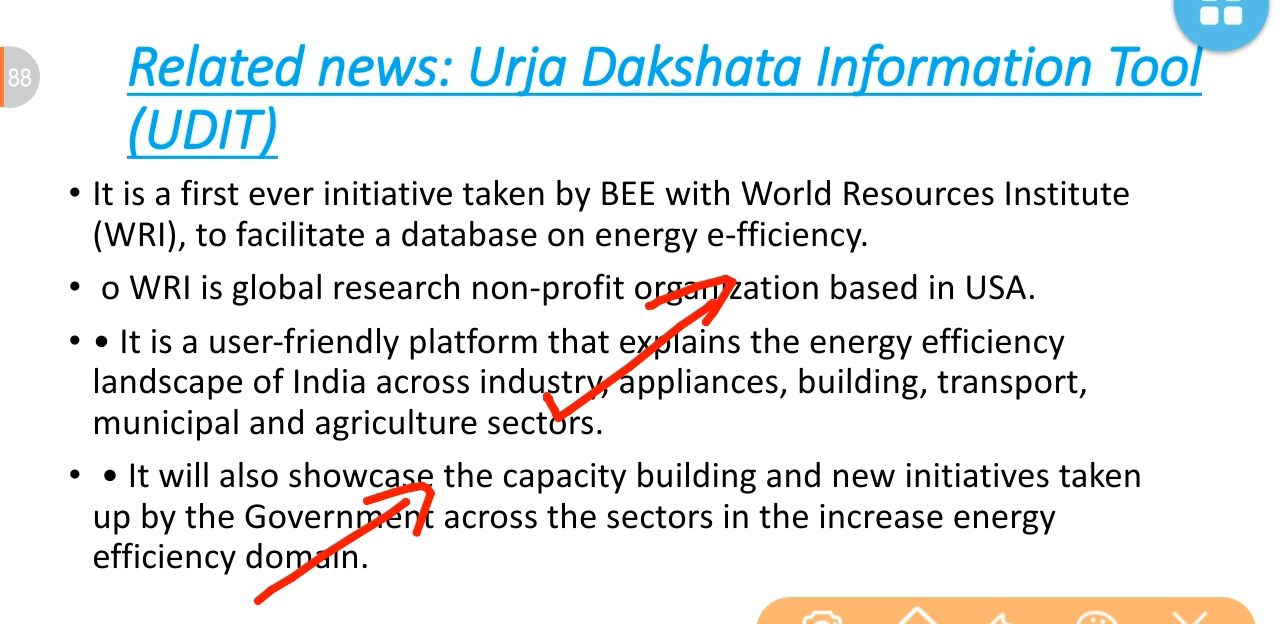 88
Related news: Urja Dakshata Information Tool
(UDIT)
• It is a first ever initiative taken by BEE with World Resources Institute
(WRI), to facilitate a database on energy e-fficiency.
• o WRI is global research non-profit organization based in USA.
• • It is a user-friendly platform that explains the energy efficiency
landscape of India across industry, appliances, building, transport,
municipal and agriculture sectors.
• • It will also showcase the capacity building and new initiatives taken
up by the Government across the sectors in the increase energy
efficiency domain.